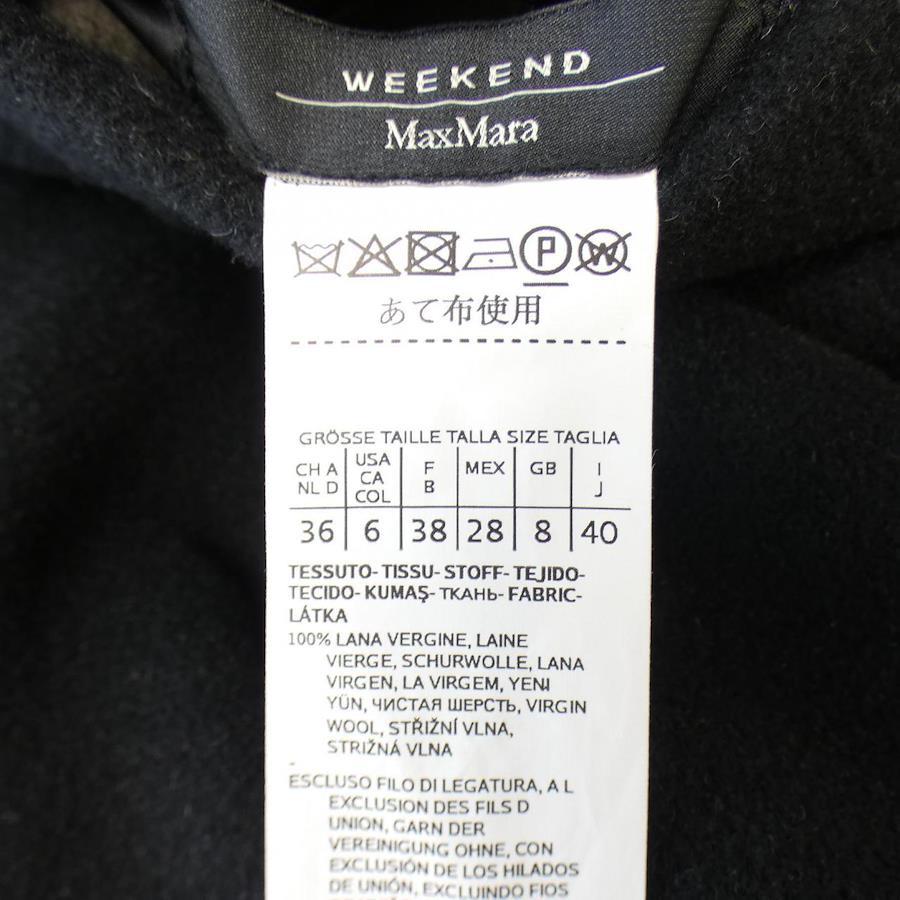 WEEKEND
MaxMara
P W
あて布使用
GRÖSSE TAILLE TALLA SIZE TAGLIA
CH A NL D USA CA COL F B MEX GB I J
36 6 38 28 8 40
TESSUTO- TISSU- STOFF- TEJIDO-
TECIDO- KUMAŞ- ТКАНЬ- FABRIC-
LÁTKA
100% LANA VERGINE, LAINE
VIERGE, SCHURWOLLE, LANA
VIRGEN, LA VIRGEM, YENI
YÜN, ЧИСТАЯ ШЕРСТЬ, VIRGIN
WOOL, STŘIŽNÍ VLNA,
STRIŽNÁ VLNA
ESCLUSO FILO DI LEGATURA, A L
EXCLUSION DES FILS D
UNION, GARN DER
VEREINIGUNG OHNE, CON
EXCLUSIÓN DE LOS HILADOS
DE UNIÓN, EXCLUINDO FIOS